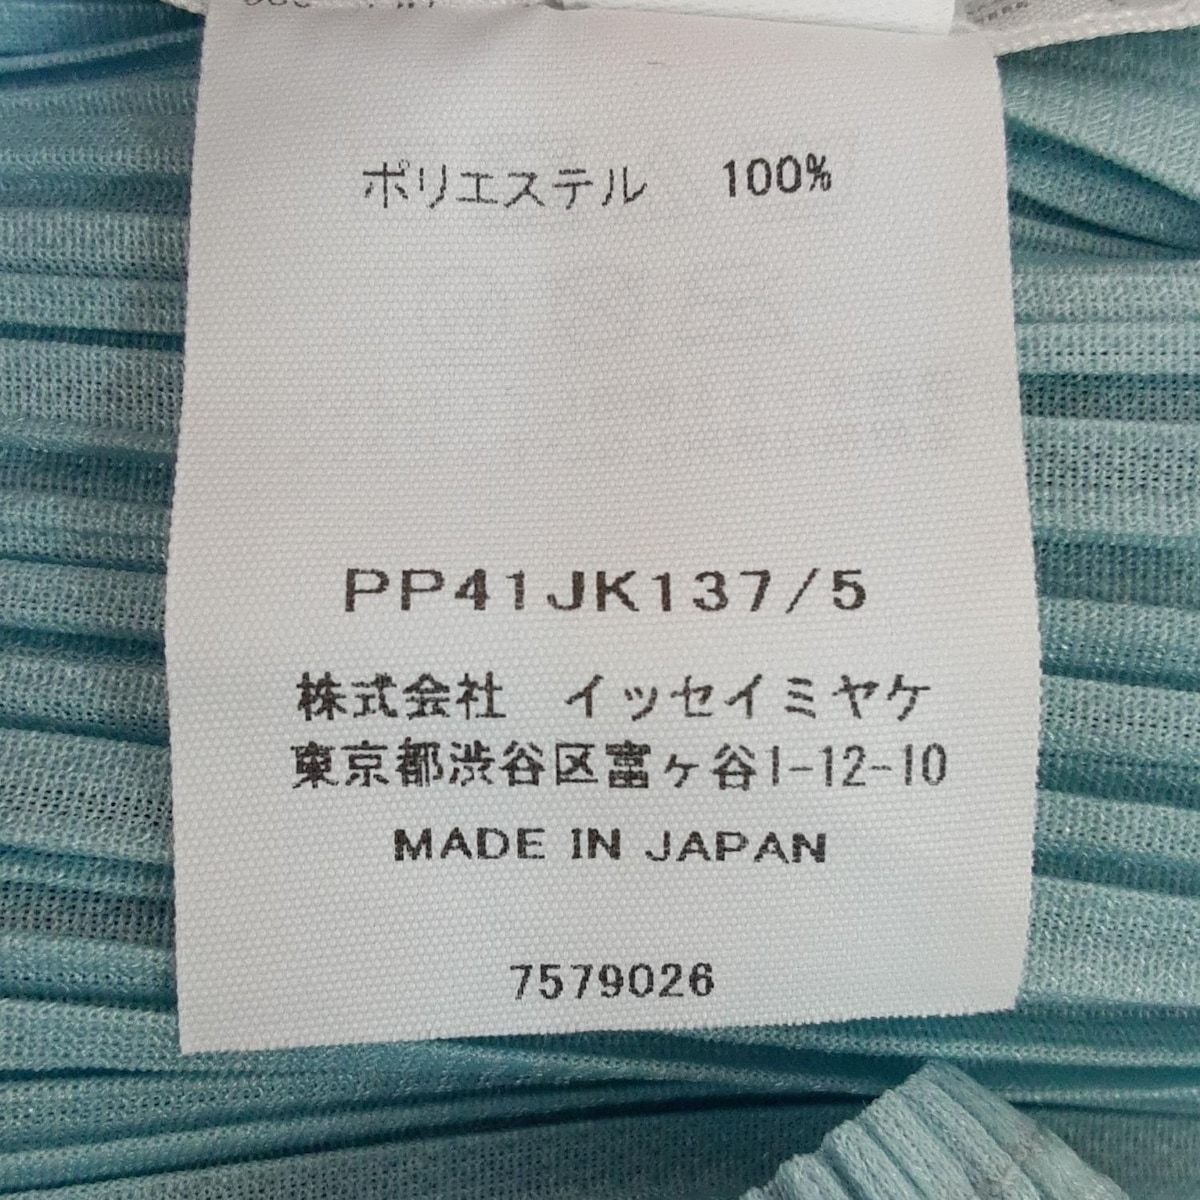 ポリエステル 100%
PP41JK137/5
株式会社 イッセイミヤケ
東京都渋谷区富ヶ谷1-12-10
MADE IN JAPAN
7579026